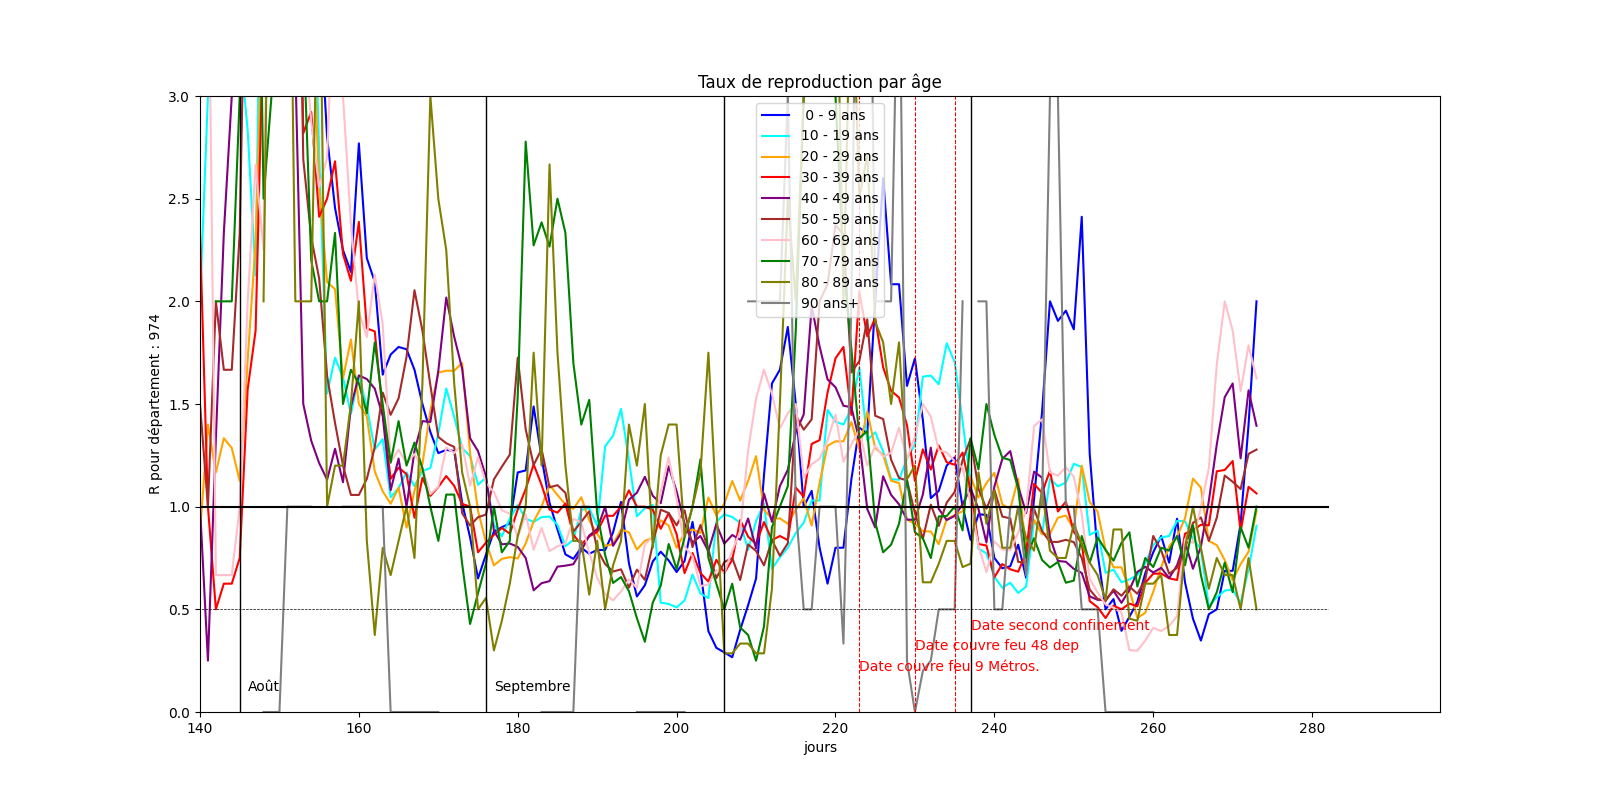 Taux de reproduction par âge
R pour département : 974
3.0
2.5
2.0
1.5
1.0
0.5
0.0
0 - 9 ans
10 - 19 ans
20 - 29 ans
30 - 39 ans
40 - 49 ans
50 - 59 ans
60 - 69 ans
70 - 79 ans
80 - 89 ans
90 ans+
Date second confinement
Date couvre feu 48 dep
Date couvre feu 9 Métros.
Août
Septembre
140
160
180
200
220
240
260
280
jours